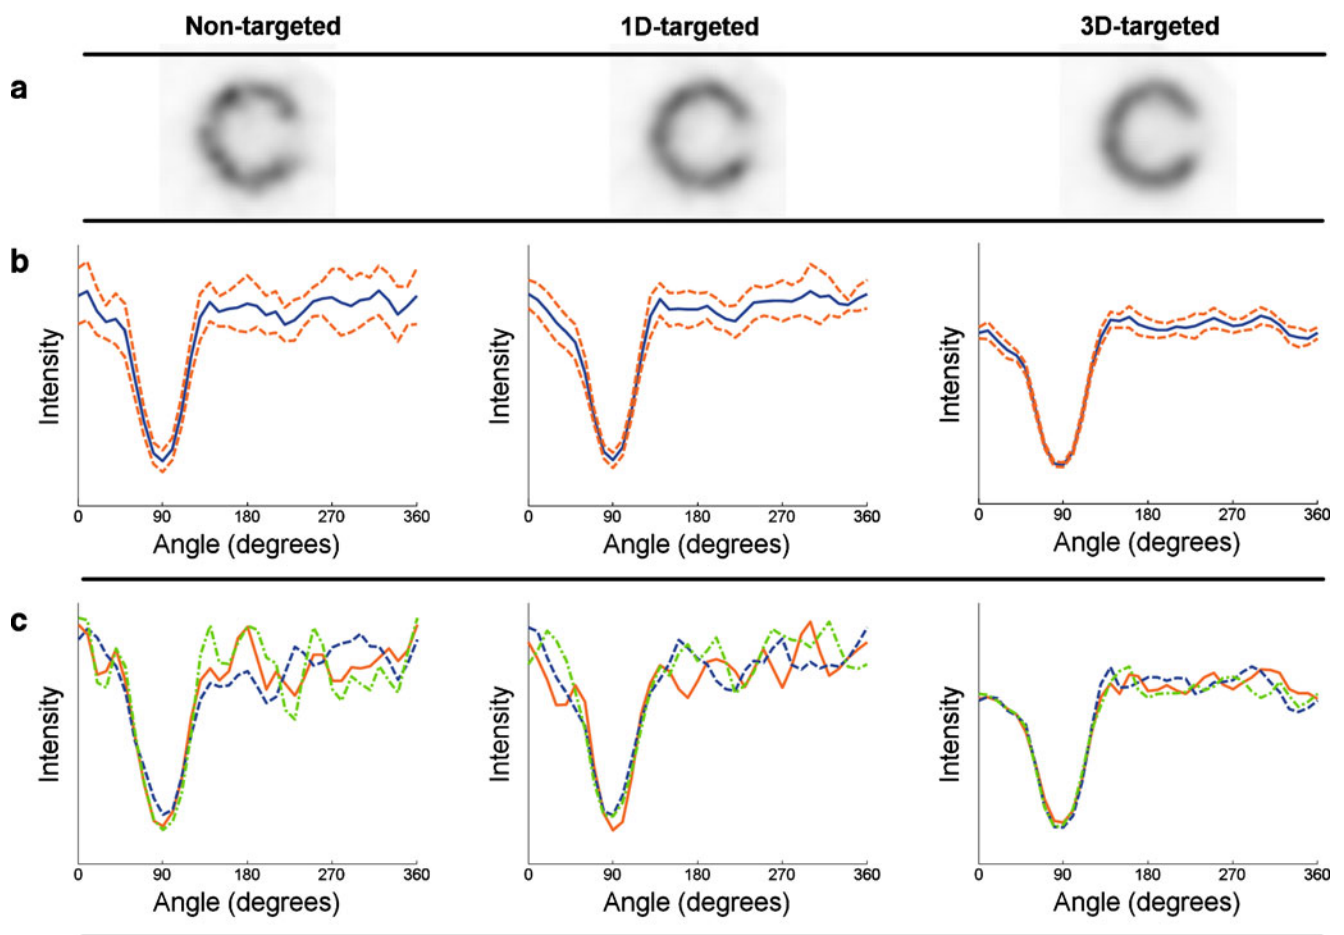 Non-targeted 1D-targeted 3D-targeted
a
b
Intensity Intensity Intensity
0 90 180 270 360 0 90 180 270 360 0 90 180 270 360
Angle (degrees) Angle (degrees) Angle (degrees)
c
Intensity Intensity Intensity
0 90 180 270 360 0 90 180 270 360 0 90 180 270 360
Angle (degrees) Angle (degrees) Angle (degrees)